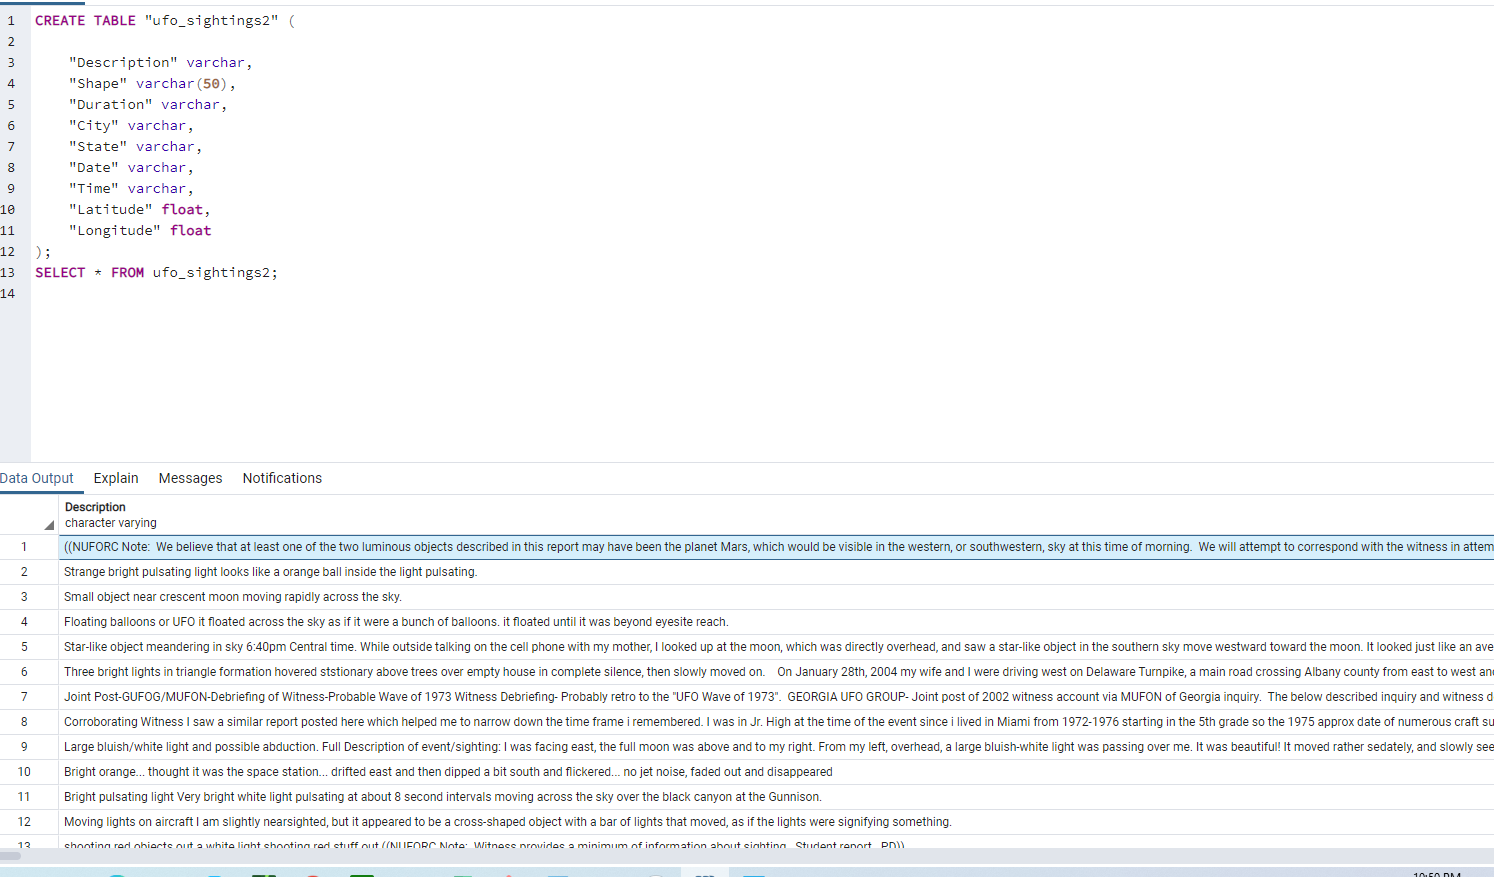 1 CREATE TABLE "ufo_sightings2" (
2
3 "Description" varchar,
4 "Shape" varchar(50),
5 "Duration" varchar,
6 "City" varchar,
7 "State" varchar,
8 "Date" varchar,
9 "Time" varchar,
10 "Latitude" float,
11 "Longitude" float
12 );
13 SELECT * FROM ufo_sightings2;
14
Data Output Explain Messages Notifications
Description
character varying
1 ((NUFORC Note:  We believe that at least one of the two luminous objects described in this report may have been the planet Mars, which would be visible in the western, or southwestern, sky at this time of morning.  We will attempt to correspond with the witness in attem
2 Strange bright pulsating light looks like a orange ball inside the light pulsating.
3 Small object near crescent moon moving rapidly across the sky.
4 Floating balloons or UFO it floated across the sky as if it were a bunch of balloons. it floated until it was beyond eyesite reach.
5 Star-like object meandering in sky 6:40pm Central time. While outside talking on the cell phone with my mother, I looked up at the moon, which was directly overhead, and saw a star-like object in the southern sky move westward toward the moon. It looked just like an ave
6 Three bright lights in triangle formation hovered ststionary above trees over empty house in complete silence, then slowly moved on.    On January 28th, 2004 my wife and I were driving west on Delaware Turnpike, a main road crossing Albany county from east to west an
7 Joint Post-GUFOG/MUFON-Debriefing of Witness-Probable Wave of 1973 Witness Debriefing- Probably retro to the "UFO Wave of 1973".  GEORGIA UFO GROUP- Joint post of 2002 witness account via MUFON of Georgia inquiry.  The below described inquiry and witness d
8 Corroborating Witness I saw a similar report posted here which helped me to narrow down the time frame i remembered. I was in Jr. High at the time of the event since i lived in Miami from 1972-1976 starting in the 5th grade so the 1975 approx date of numerous craft su
9 Large bluish/white light and possible abduction. Full Description of event/sighting: I was facing east, the full moon was above and to my right. From my left, overhead, a large bluish-white light was passing over me. It was beautiful! It moved rather sedately, and slowly see
10 Bright orange... thought it was the space station... drifted east and then dipped a bit south and flickered... no jet noise, faded out and disappeared
11 Bright pulsating light Very bright white light pulsating at about 8 second intervals moving across the sky over the black canyon at the Gunnison.
12 Moving lights on aircraft I am slightly nearsighted, but it appeared to be a cross-shaped object with a bar of lights that moved, as if the lights were signifying something.
13 shooting red objects out a white light shooting red stuff out ((NUFORC Note:  Witness provides a minimum of information about sighting.  Student report.  PD))
10:50 PM